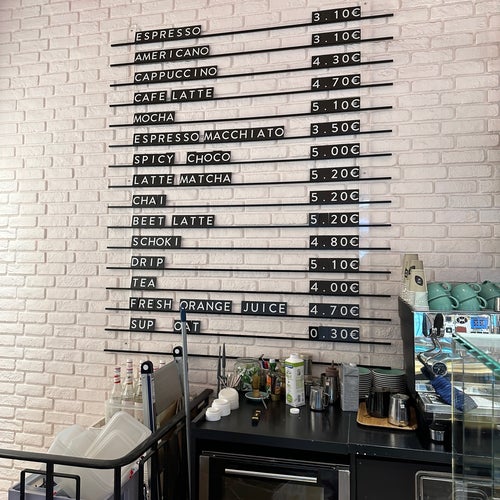 ESPRESSO 3.10€
AMERICANO 3.10€
CAPPUCCINO 4.30€
CAFE LATTE 4.70€
MOCHA 5.10€
ESPRESSO MACCHIATO 3.50€
SPICY CHOCO 5.00€
LATTE MATCHA 5.20€
CHAI 5.20€
BEET LATTE 5.20€
SCHOKI 4.80€
DRIP 5.10€
TEA 4.00€
FRESH ORANGE JUICE 4.70€
SUP OAT 0.30€